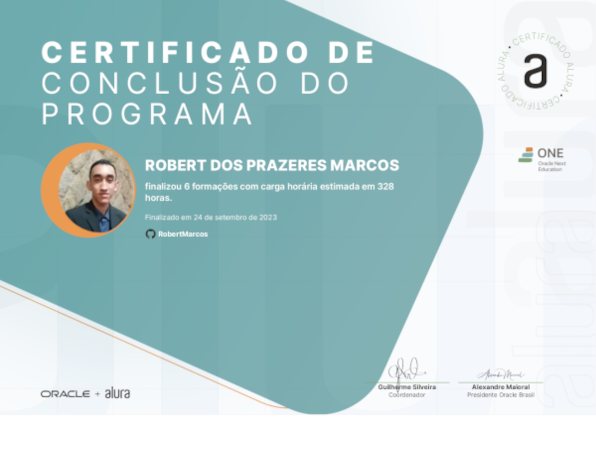 CERTIFICADO DE
CONCLUSÃO DO
PROGRAMA
CERTIFICADO ALURA • CERTIFICADO ALURA •
a
ONE
Oracle Next
Education
ROBERT DOS PRAZERES MARCOS
finalizou 6 formações com carga horária estimada em 328
horas.
Finalizado em 24 de setembro de 2023
RobertMarcos
ORACLE + alura
Guilherme Silveira
Coordenador
Alexandre Maioral
Presidente Oracle Brasil